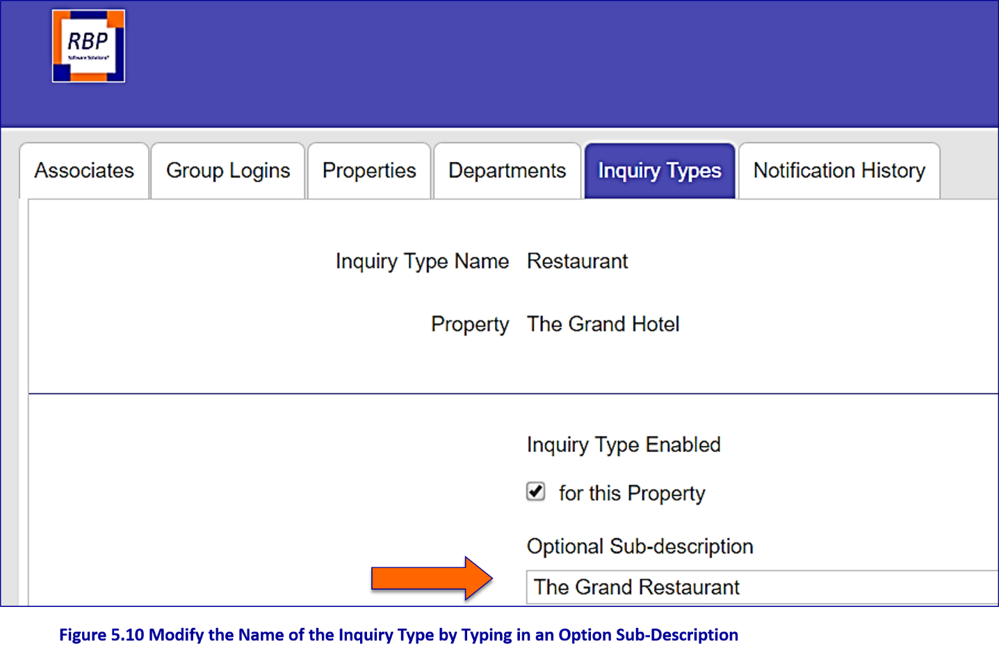 RBP
Software Solutions
Associates
Group Logins
Properties
Departments
Inquiry Types
Notification History
Inquiry Type Name Restaurant
Property The Grand Hotel
Inquiry Type Enabled
for this Property
Optional Sub-description
The Grand Restaurant
Figure 5.10 Modify the Name of the Inquiry Type by Typing in an Option Sub-Description